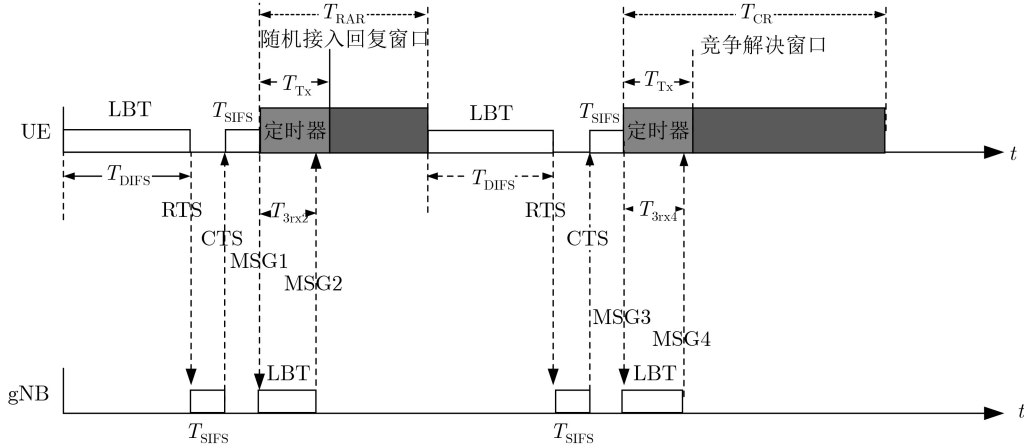 T_RAR
T_CR
随机接入回复窗口
竞争解决窗口
T_Tx
T_Tx
LBT
T_SIFS
LBT
T_SIFS
UE
定时器
定时器
t
T_DIFS
T_DIFS
RTS
T_3rx2
RTS
T_3rx4
CTS
CTS
MSG1
MSG2
MSG3
MSG4
LBT
LBT
gNB
t
T_SIFS
T_SIFS